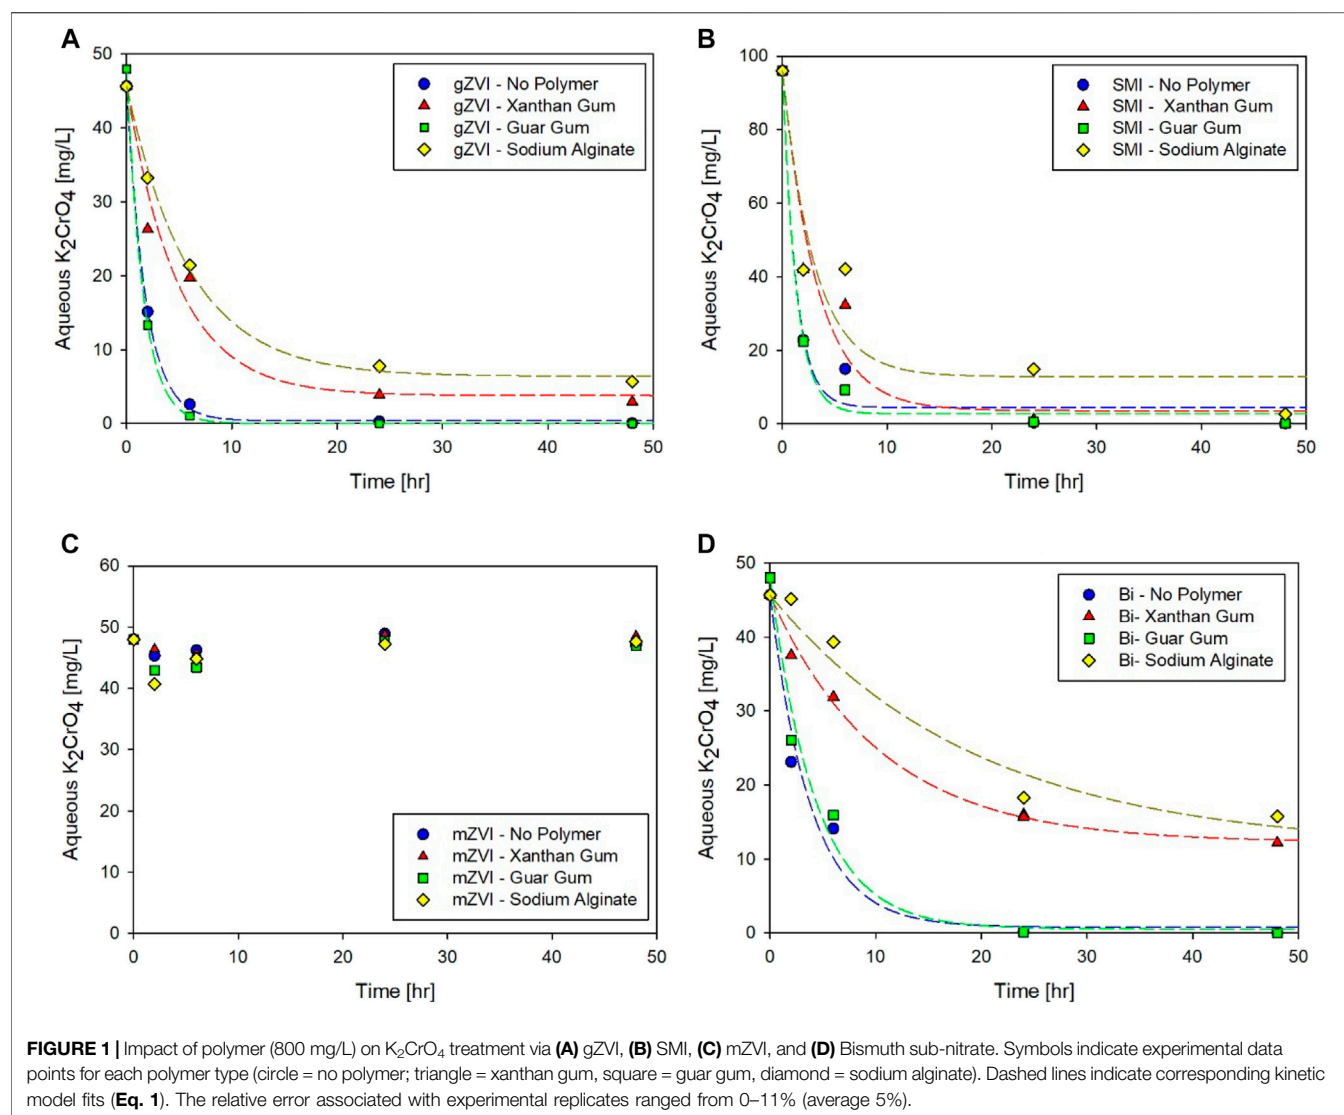 A
50
40
30
20
10
0
0
10
20
30
40
50
Aqueous K2CrO4 [mg/L]
Time [hr]
gZVI - No Polymer
gZVI - Xanthan Gum
gZVI - Guar Gum
gZVI - Sodium Alginate
B
100
80
60
40
20
0
0
10
20
30
40
50
Aqueous K2CrO4 [mg/L]
Time [hr]
SMI - No Polymer
SMI - Xanthan Gum
SMI - Guar Gum
SMI - Sodium Alginate
C
60
50
40
30
20
10
0
0
10
20
30
40
50
Aqueous K2CrO4 [mg/L]
Time [hr]
mZVI - No Polymer
mZVI - Xanthan Gum
mZVI - Guar Gum
mZVI - Sodium Alginate
D
50
40
30
20
10
0
0
10
20
30
40
50
Aqueous K2CrO4 [mg/L]
Time [hr]
Bi - No Polymer
Bi- Xanthan Gum
Bi- Guar Gum
Bi- Sodium Alginate
FIGURE 1 | Impact of polymer (800 mg/L) on K2CrO4 treatment via (A) gZVI, (B) SMI, (C) mZVI, and (D) Bismuth sub-nitrate. Symbols indicate experimental data
points for each polymer type (circle = no polymer; triangle = xanthan gum, square = guar gum, diamond = sodium alginate). Dashed lines indicate corresponding kinetic
model fits (Eq. 1). The relative error associated with experimental replicates ranged from 0–11% (average 5%).